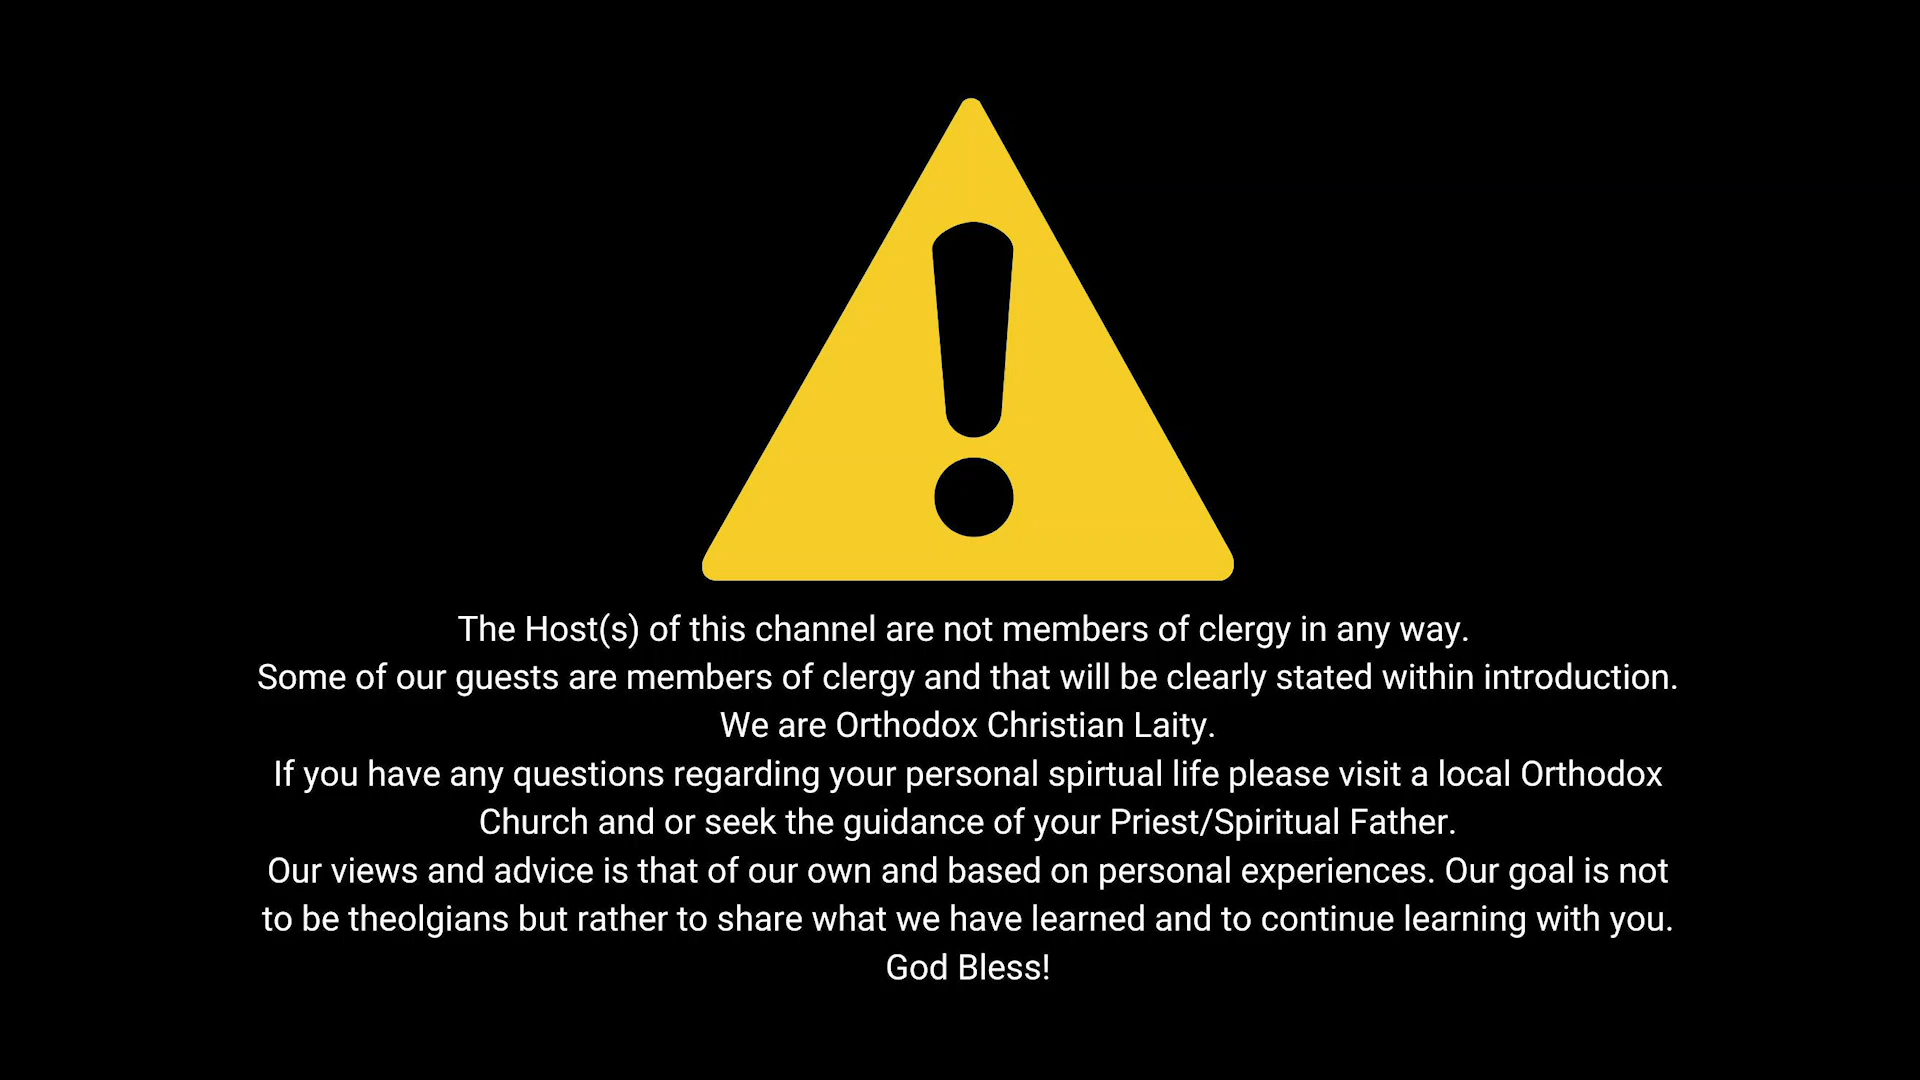 The Host(s) of this channel are not members of clergy in any way.
Some of our guests are members of clergy and that will be clearly stated within introduction.
We are Orthodox Christian Laity.
If you have any questions regarding your personal spirtual life please visit a local Orthodox
Church and or seek the guidance of your Priest/Spiritual Father.
Our views and advice is that of our own and based on personal experiences. Our goal is not
to be theolgians but rather to share what we have learned and to continue learning with you.
God Bless!